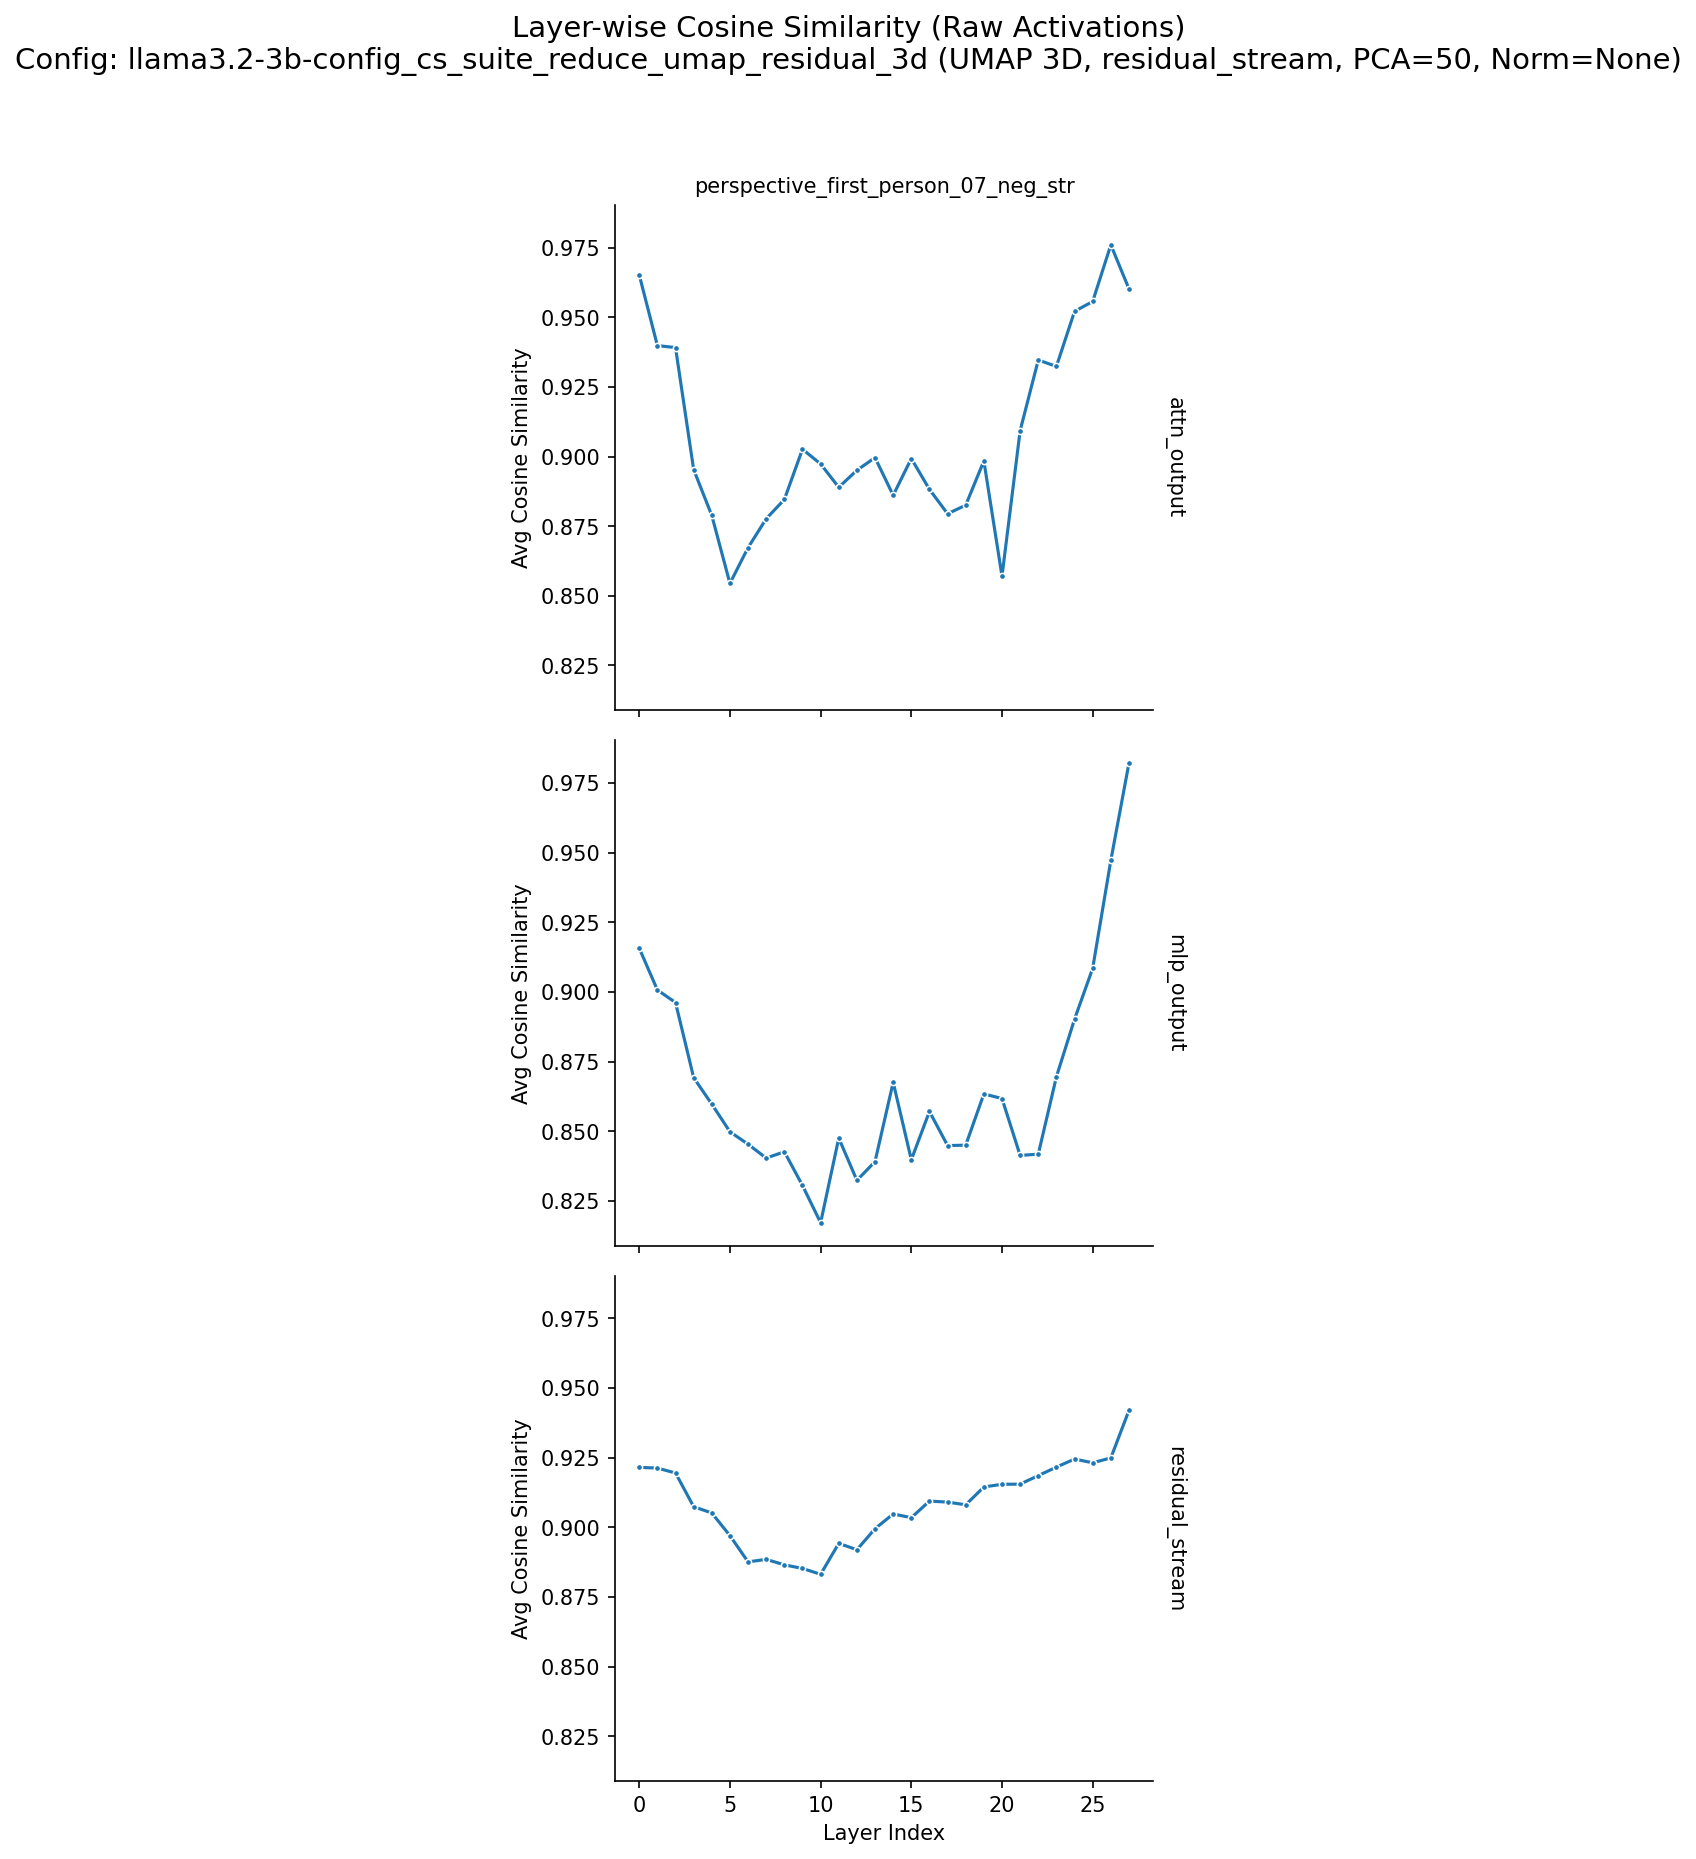 Layer-wise Cosine Similarity (Raw Activations)
Config: llama3.2-3b-config_cs_suite_reduce_umap_residual_3d (UMAP 3D, residual_stream, PCA=50, Norm=None)
perspective_first_person_07_neg_str
Avg Cosine Similarity
0.975
0.950
0.925
0.900
0.875
0.850
0.825
attn_output
Avg Cosine Similarity
0.975
0.950
0.925
0.900
0.875
0.850
0.825
mlp_output
Avg Cosine Similarity
0.975
0.950
0.925
0.900
0.875
0.850
0.825
residual_stream
0 5 10 15 20 25
Layer Index